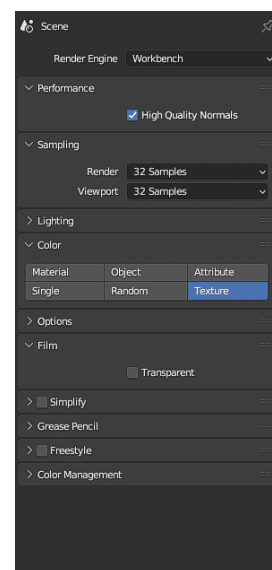 Scene
Render Engine Workbench
Performance
High Quality Normals
Sampling
Render 32 Samples
Viewport 32 Samples
Lighting
Color
Material Object Attribute
Single Random Texture
Options
Film
Transparent
Simplify
Grease Pencil
Freestyle
Color Management